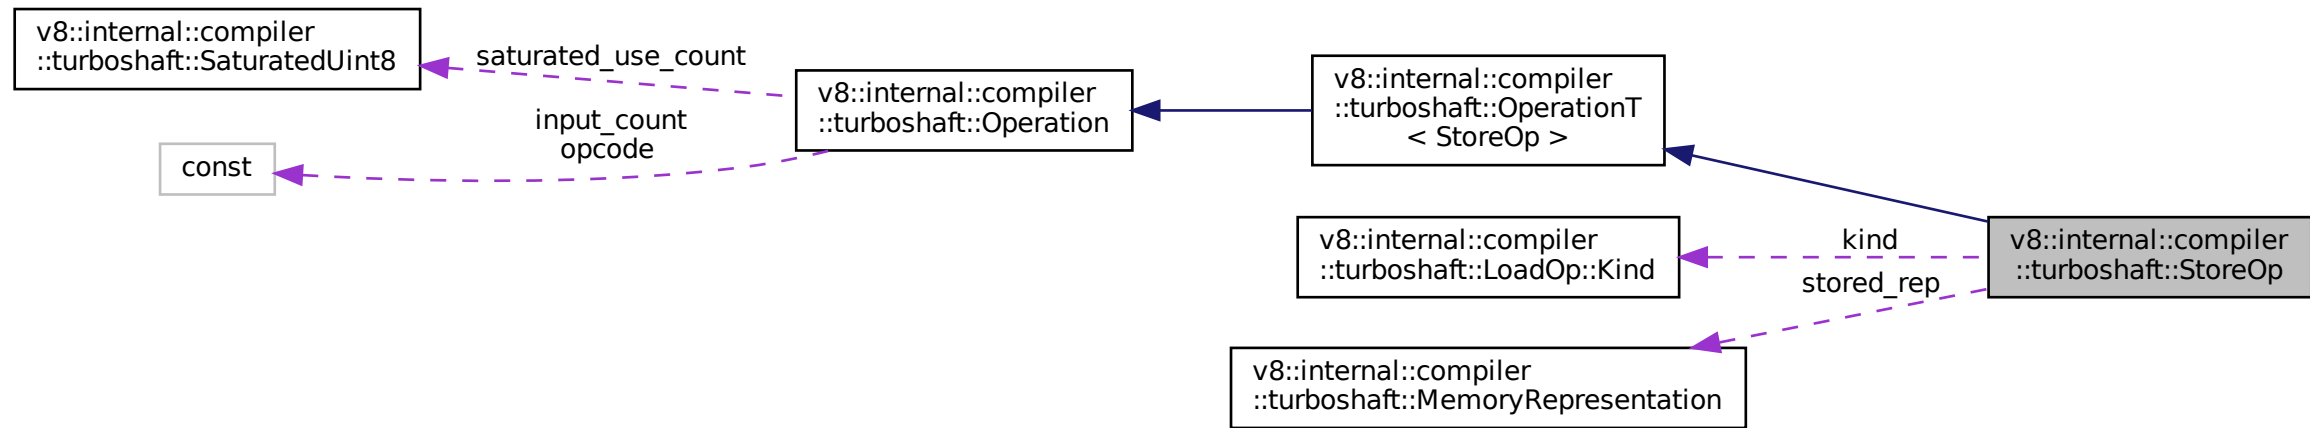 v8::internal::compiler
::turboshaft::SaturatedUint8
saturated_use_count
input_count
opcode
const
v8::internal::compiler
::turboshaft::Operation
v8::internal::compiler
::turboshaft::OperationT
< StoreOp >
v8::internal::compiler
::turboshaft::LoadOp::Kind
kind
stored_rep
v8::internal::compiler
::turboshaft::StoreOp
v8::internal::compiler
::turboshaft::MemoryRepresentation